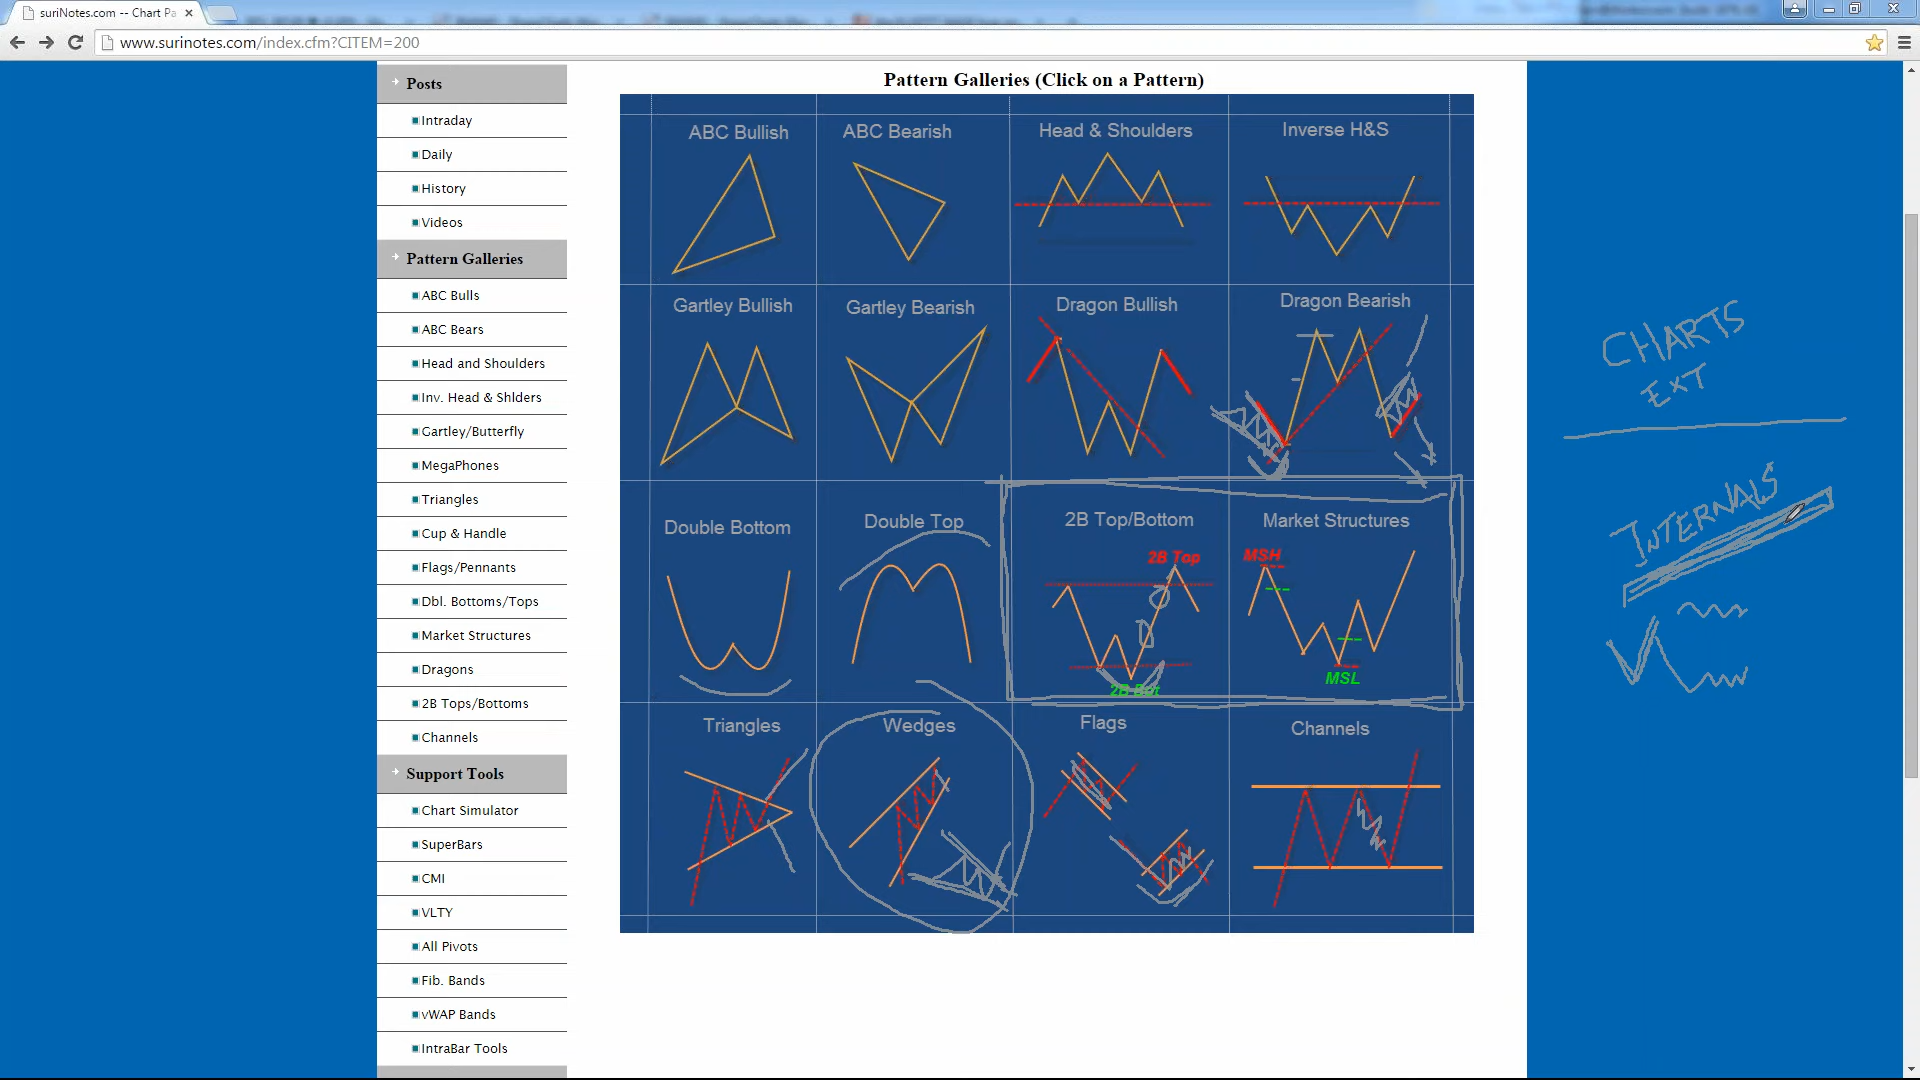 suriNotes.com -- Chart Pa
www.surinotes.com/index.cfm?CITEM=200
Posts
Intraday
Daily
History
Videos
Pattern Galleries
ABC Bulls
ABC Bears
Head and Shoulders
Inv. Head & Shlders
Gartley/Butterfly
MegaPhones
Triangles
Cup & Handle
Flags/Pennants
Dbl. Bottoms/Tops
Market Structures
Dragons
2B Tops/Bottoms
Channels
Support Tools
Chart Simulator
SuperBars
CMI
VLTY
All Pivots
Fib. Bands
vWAP Bands
IntraBar Tools
Pattern Galleries (Click on a Pattern)
ABC Bullish
ABC Bearish
Head & Shoulders
Inverse H&S
Gartley Bullish
Gartley Bearish
Dragon Bullish
Dragon Bearish
Double Bottom
Double Top
2B Top/Bottom
Market Structures
2B Top
MSH
2B Bot
MSL
Triangles
Wedges
Flags
Channels
CHARTS
EXT
INTERNALS